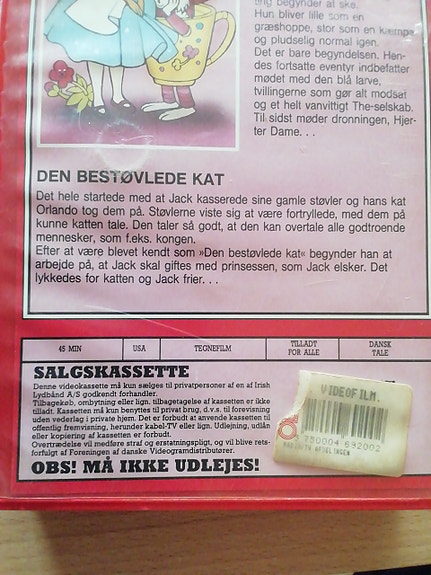 ting begynder at ske.
Hun bliver lille som en
græshoppe, stor som en kæmpe
og pludselig normal igen.
Det er bare begyndelsen. Hen-
des fortsatte eventyr indbefatter
mødet med den blå larve,
tvillingerne som gør alt modsat
og et helt vanvittigt The-selskab.
Til sidst møder dronningen, Hjer-
ter Dame. . .
DEN BESTØVLEDE KAT
Det hele startede med at Jack kasserede sine gamle støvler og hans kat
Orlando tog dem på. Støvlerne viste sig at være fortryllede, med dem på
kunne katten tale. Den taler så godt, at den kan overtale alle godtroende
mennesker, som f.eks. kongen.
Efter at være blevet kendt som »Den bestøvlede kat« begynder han at
arbejde på, at Jack skal giftes med prinsessen, som Jack elsker. Det
lykkedes for katten og Jack frier. . .
45 MIN
USA
TEGNEFILM
TILLADT
FOR ALLE
DANSK
TALE
SALGSKASSETTE
Denne videokassette må kun sælges til privatpersoner af en af Irish
Lydbånd A/S godkendt forhandler.
Tilbagekøb, ombytning eller lign. tilbagetagelse af kassetten er ikke
tilladt. Kassetten må kun benyttes til privat brug, d.v.s. til forevisning
uden vederlag i private hjem. Det er forbudt at anvende kassetten til
offentlig fremvisning, herunder kabel-TV eller lign. Udlejning, udlån
eller kopiering af kassetten er forbudt.
Overtrædelse vil medføre straf og erstatningspligt, og vil blive rets-
forfulgt af Foreningen af danske Videogramdistributører.
OBS! MÅ IKKE UDLEJES!
VIDEOFILM.
750004 692002
AFDELINGEN